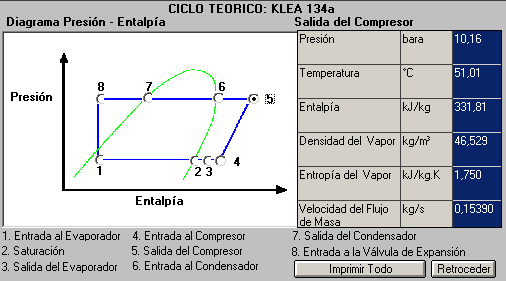 CICLO TEORICO: KLEA 134a
Diagrama Presión - Entalpía
Salida del Compresor
Presión
8
7
6
5
1
2
3
4
Entalpía
Presión bara 10,16
Temperatura °C 51,01
Entalpía kJ/kg 331,81
Densidad del Vapor kg/m³ 46,529
Entropía del Vapor kJ/kg.K 1,750
Velocidad del Flujo
de Masa kg/s 0,15390
1. Entrada al Evaporador 4. Entrada al Compresor 7. Salida del Condensador
2. Saturación 5. Salida del Compresor 8. Entrada a la Válvula de Expansión
3. Salida del Evaporador 6. Entrada al Condensador
Imprimir Todo Retroceder